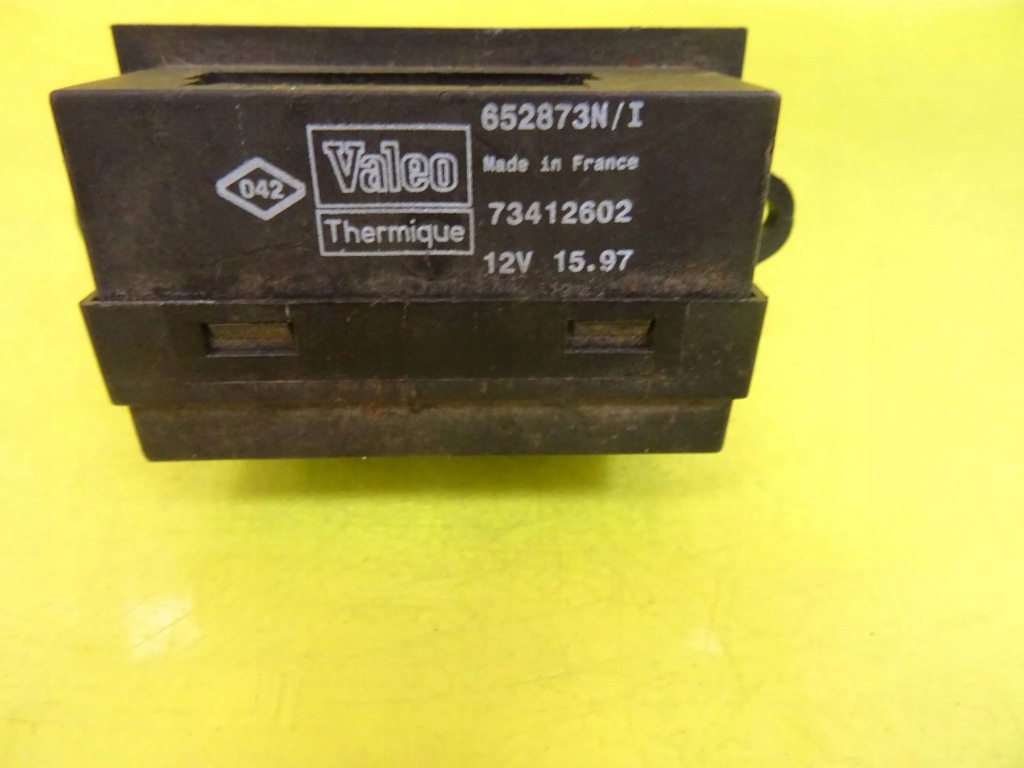 652873N/I
042
Valeo
Made in France
Thermique
73412602
12V 15.97